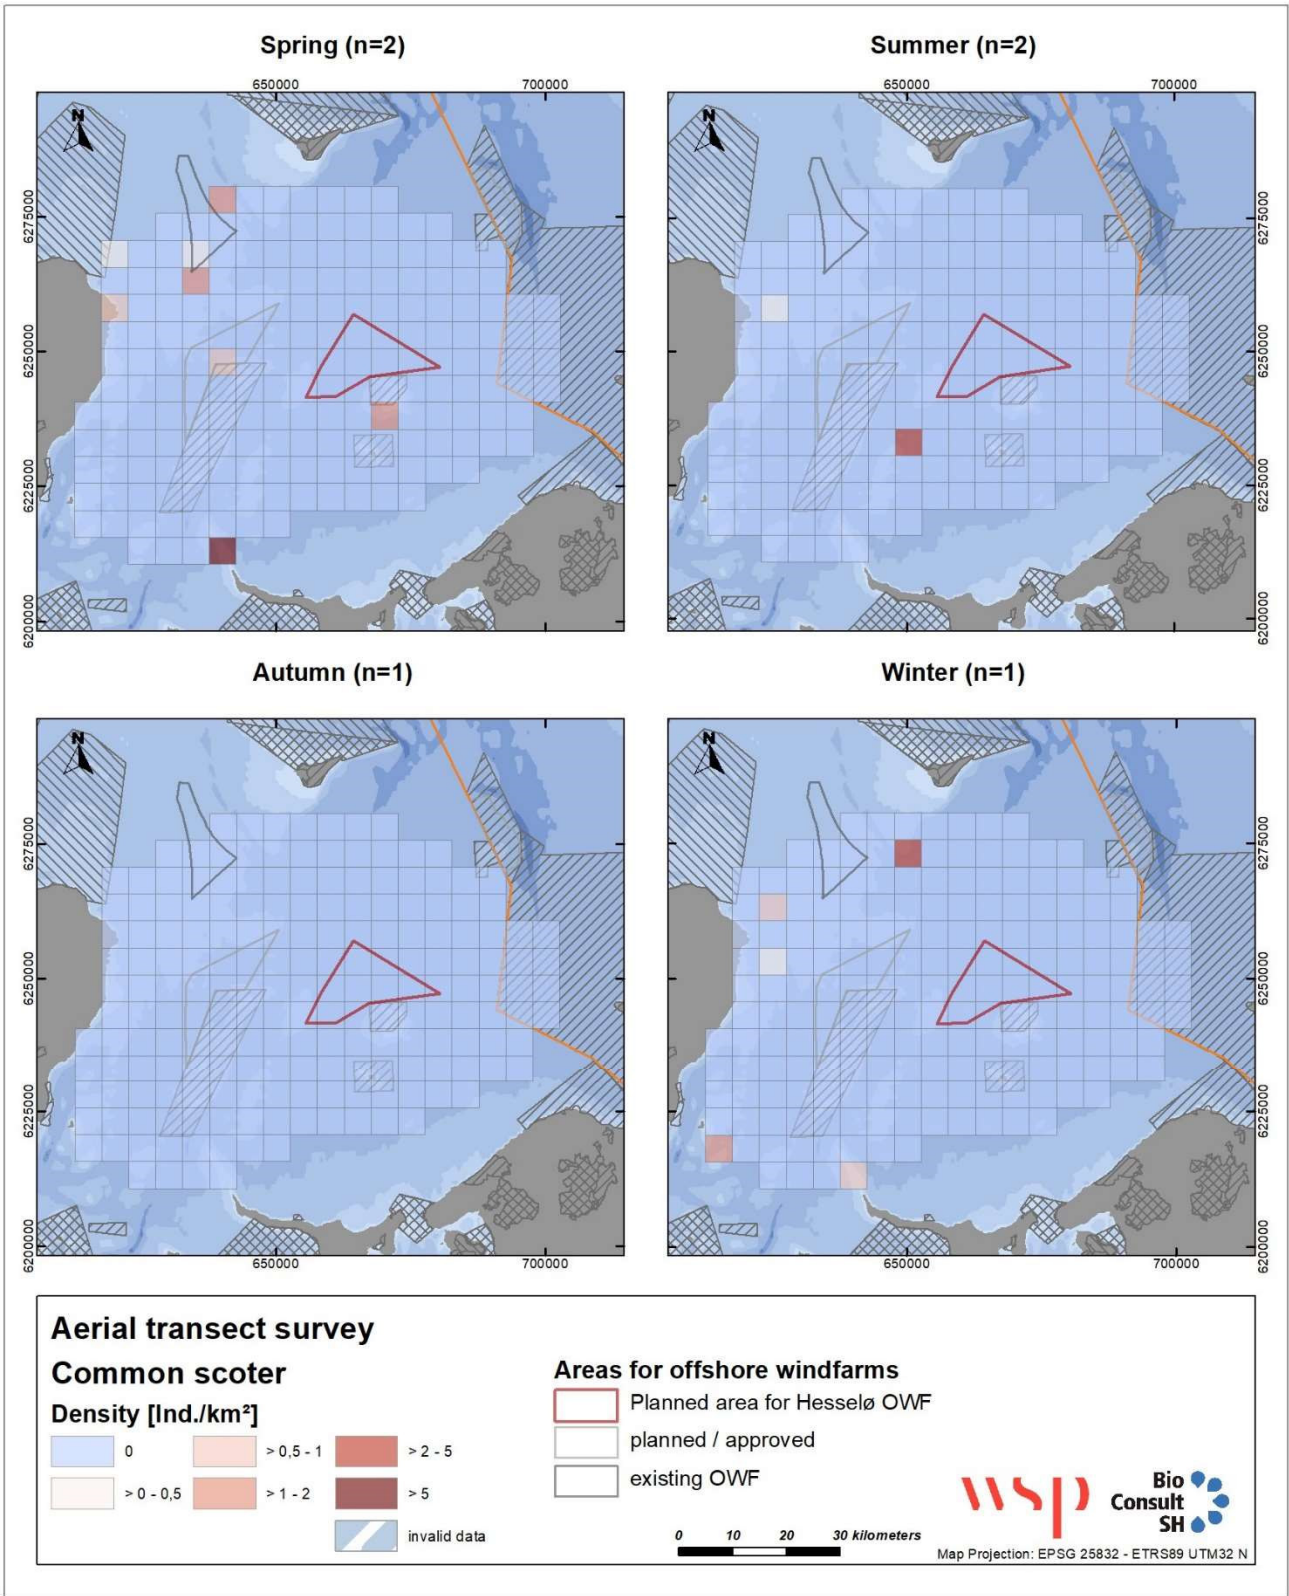 Spring (n=2)
Summer (n=2)
650000
700000
650000
700000
N
N
6275000
6250000
6225000
6200000
6275000
6250000
6225000
6200000
Autumn (n=1)
Winter (n=1)
N
N
6275000
6250000
6225000
6200000
6275000
6250000
6225000
6200000
650000
700000
650000
700000
Aerial transect survey
Common scoter
Density [Ind./km²]
0
> 0,5 - 1
> 2 - 5
> 0 - 0,5
> 1 - 2
> 5
invalid data
Areas for offshore windfarms
Planned area for Hesselø OWF
planned / approved
existing OWF
0 10 20 30 kilometers
wsp
Bio
Consult
SH
Map Projection: EPSG 25832 - ETRS89 UTM32 N